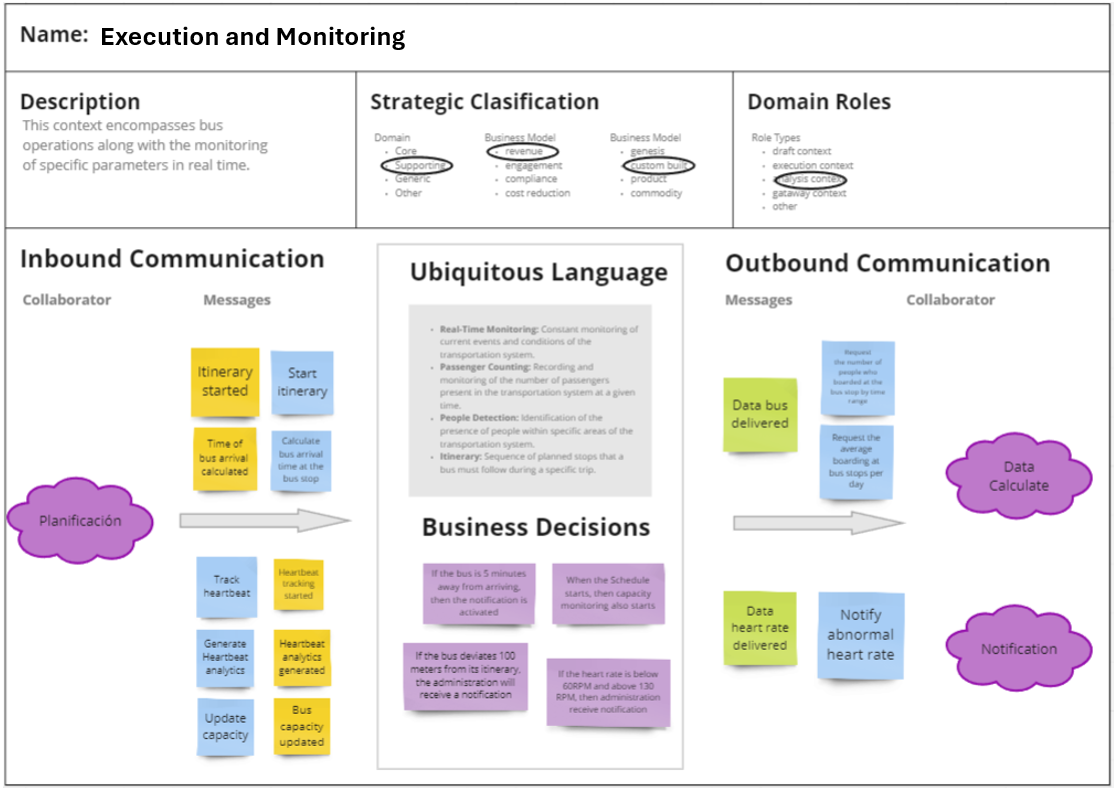 Name: Execution and Monitoring
Description
This context encompasses bus
operations along with the monitoring
of specific parameters in real time.
Strategic Clasification
Domain
Core
Supporting
Generic
Other
Business Model
revenue
engagement
compliance
cost reduction
Business Model
genesis
custom built
product
commodity
Domain Roles
Role Types
draft context
execution context
analysis context
gataway context
other
Inbound Communication
Collaborator
Messages
Itinerary
started
Start
itinerary
Time of
bus arrival
calculated
Calculate
bus arrival
time at the
bus stop
Planificación
Track
heartbeat
Heartbeat
tracking
started
Generate
Heartbeat
analytics
Heartbeat
analytics
generated
Update
capacity
Bus
capacity
updated
Ubiquitous Language
Real-Time Monitoring: Constant monitoring of
current events and conditions of the
transportation system.
Passenger Counting: Recording and
monitoring of the number of passengers
present in the transportation system at a given
time.
People Detection: Identification of the
presence of people within specific areas of the
transportation system.
Itinerary: Sequence of planned stops that a
bus must follow during a specific trip.
Business Decisions
If the bus is 5 minutes
away from arriving,
then the notification is
activated
When the Schedule
starts, then capacity
monitoring also starts
If the bus deviates 100
meters from its itinerary,
the administration will
receive a notification
If the heart rate is below
60RPM and above 130
RPM, then administration
receive notification
Outbound Communication
Messages
Collaborator
Data bus
delivered
Request
the number of
people who
boarded at the
bus stop by time
range
Request the
average
boarding at
bus stops per
day
Data
Calculate
Data
heart rate
delivered
Notify
abnormal
heart rate
Notification